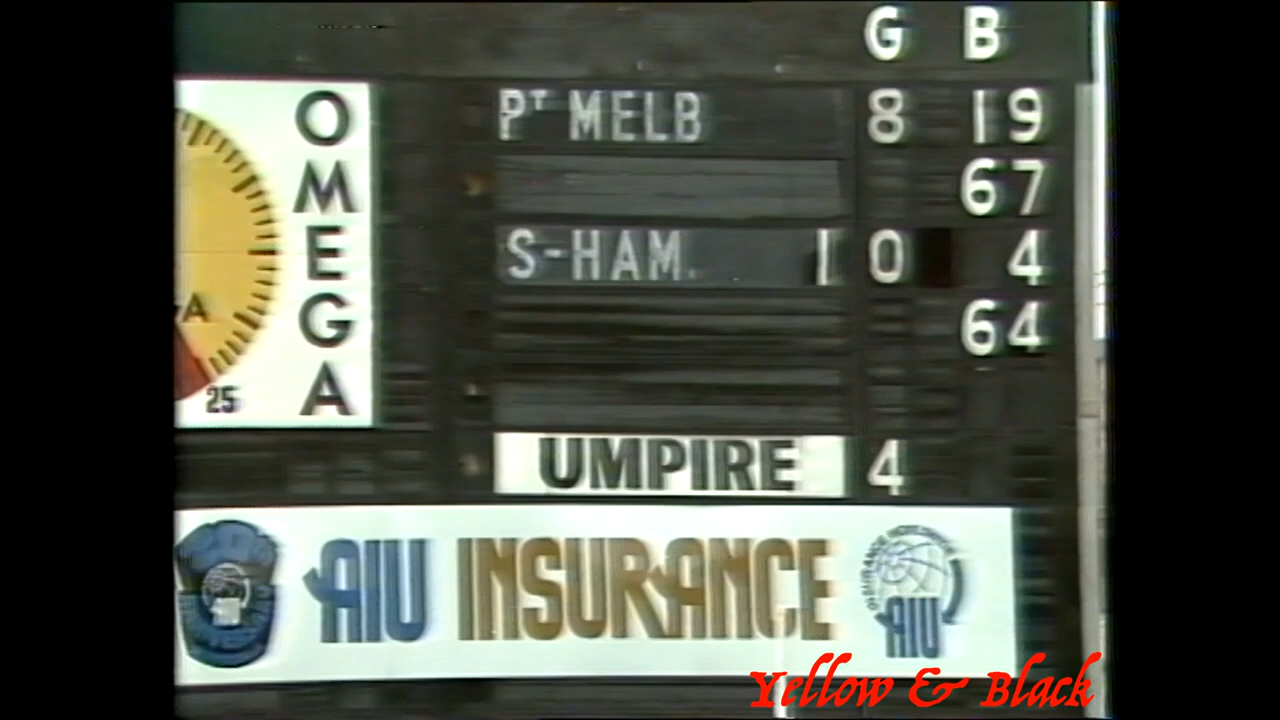 G B
OMEGA
PT MELB 8 19
67
S-HAM. 10 4
64
A
25
UMPIRE 4
AIU INSURANCE
AIU
Yellow & Black